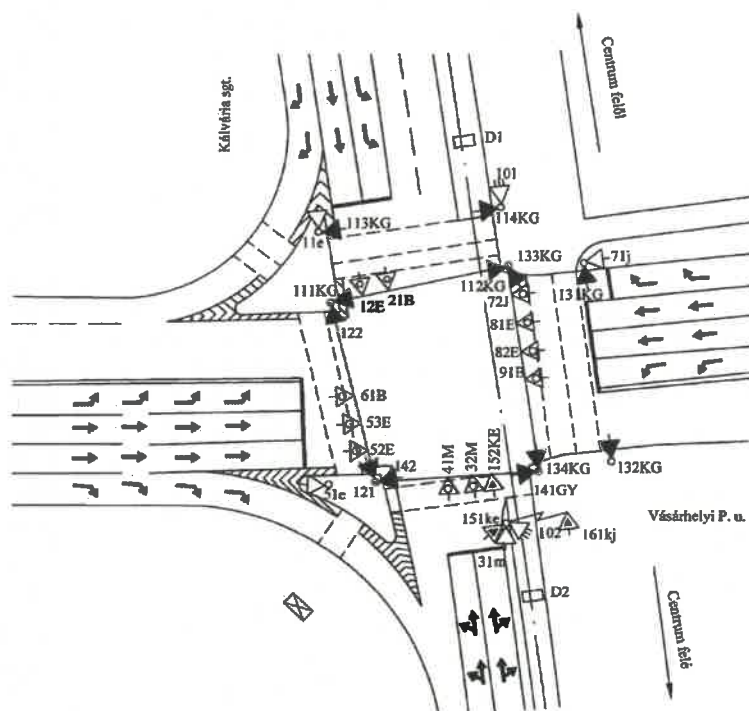 Centrum felől
Kálvária sgt.
D1
101
113KG
114KG
11e
133KG
71j
111KG
112KG
131KG
12E
21B
72J
122
81E
82E
91B
61B
53E
52E
41M
32M
152KE
142
134KG
132KG
1e
121
141GY
151ke
102
161kj
Vásárhelyi P. u.
31m
D2
Centrum felé